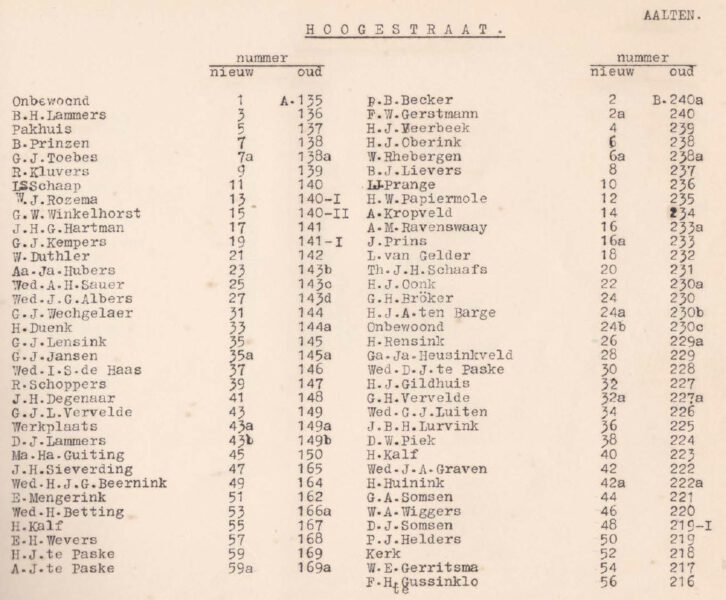 AALTEN.
HOOGESTRAAT.
nummer
nieuw oud
Onbewoond 1 A.135
B.H.Lammers 3 136
Pakhuis 5 137
B.Prinzen 7 138
G.J.Toebes 7a 138a
R.Kluvers 9 139
I.S.Schaap 11 140
W.J.Rozema 13 140-I
G.W.Winkelhorst 15 140-II
J.H.G.Hartman 17 141
G.J.Kempers 19 141-I
W.Duthler 21 142
Aa.Ja.Hubers 23 143b
Wed.A.H.Sauer 25 143c
Wed.J.G.Albers 27 143d
G.J.Wechgelaer 31 144
H.Duenk 33 144a
G.J.Lensink 35 145
G.J.Jansen 35a 145a
Wed.I.S.de Haas 37 146
R.Schoppers 39 147
J.H.Degenaar 41 148
G.J.L.Vervelde 43 149
Werkplaats 43a 149a
D.J.Lammers 43b 149b
Ma.Ha.Guiting 45 150
J.H.Sieverding 47 165
Wed.H.J.G.Beernink 49 164
E.Mengerink 51 162
Wed.H.Betting 53 166a
H.Kalf 55 167
E.H.Wevers 57 168
H.J.te Paske 59 169
A.J.te Paske 59a 169a
nummer
nieuw oud
p.B.Becker 2 B.240a
F.W.Gerstmann 2a 240
H.J.Veerbeek 4 239
H.J.Oberink 6 238
W.Rhebergen 6a 238a
B.J.Lievers 8 237
Prange 10 236
H.W.Papiermole 12 235
A.Kropveld 14 234
A.M.Ravenswaay 16 233a
J.Prins 16a 233
L.van Gelder 18 232
Th.J.H.Schaafs 20 231
H.J.Oonk 22 230a
G.H.Bröker 24 230
H.J.A.ten Barge 24a 230b
Onbewoond 24b 230c
H.Rensink 26 229a
Ga.Ja.Heusinkveld 28 229
Wed.D.J.te Paske 30 228
H.J.Gildhuis 32 227
G.H.Vervelde 32a 227a
Wed.G.J.Luiten 34 226
J.B.H.Lurvink 36 225
D.W.Piek 38 224
H.Kalf 40 223
Wed.J.A.Graven 42 222
H.Huinink 42a 222a
G.A.Somsen 44 221
W.A.Wiggers 46 220
D.J.Somsen 48 219-I
P.J.Helders 50 219
Kerk 52 218
W.E.Gerritsma 54 217
F.H.te Gussinklo 56 216